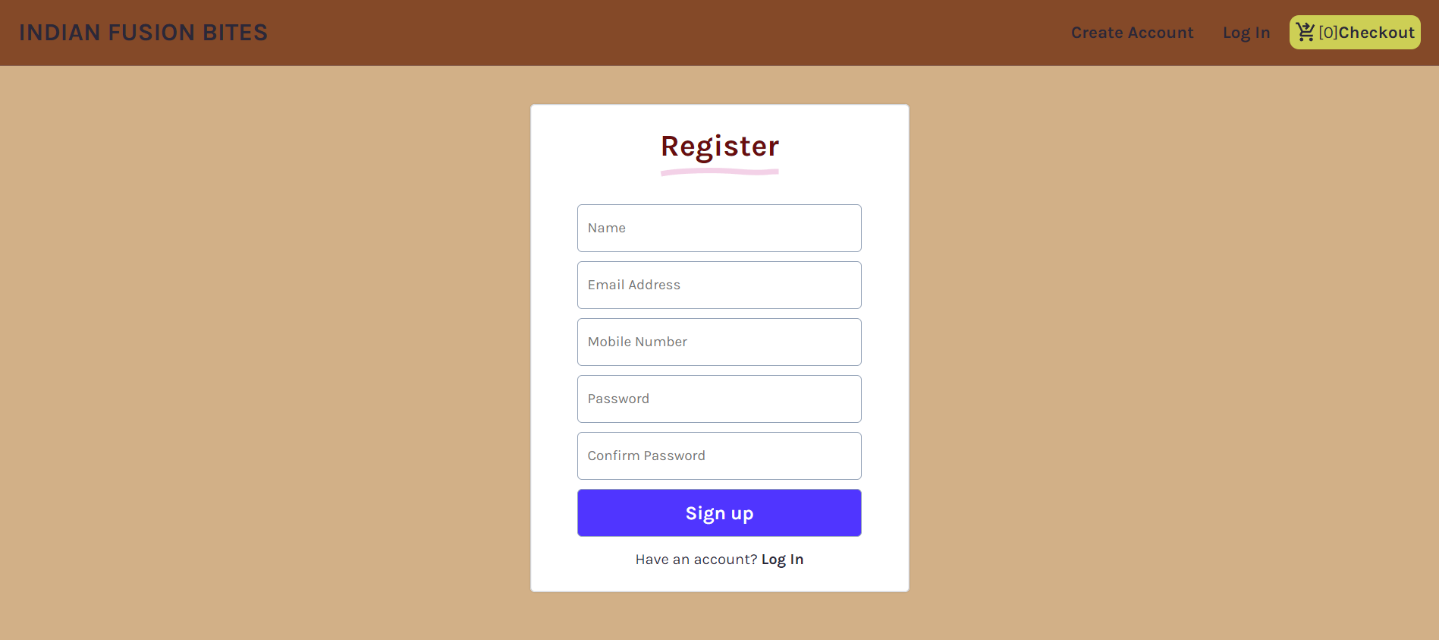 INDIAN FUSION BITES
Create Account
Log In
[0]Checkout
Register
Name
Email Address
Mobile Number
Password
Confirm Password
Sign up
Have an account? Log In